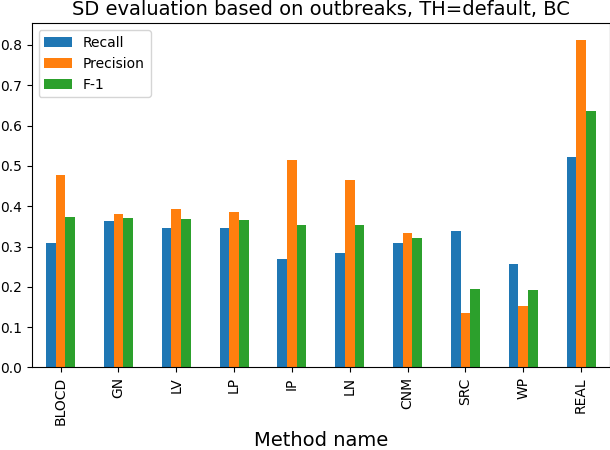 SD evaluation based on outbreaks, TH=default, BC
Recall
Precision
F-1
0.8
0.7
0.6
0.5
0.4
0.3
0.2
0.1
0.0
BLOCD
GN
LV
LP
IP
LN
CNM
SRC
WP
REAL
Method name